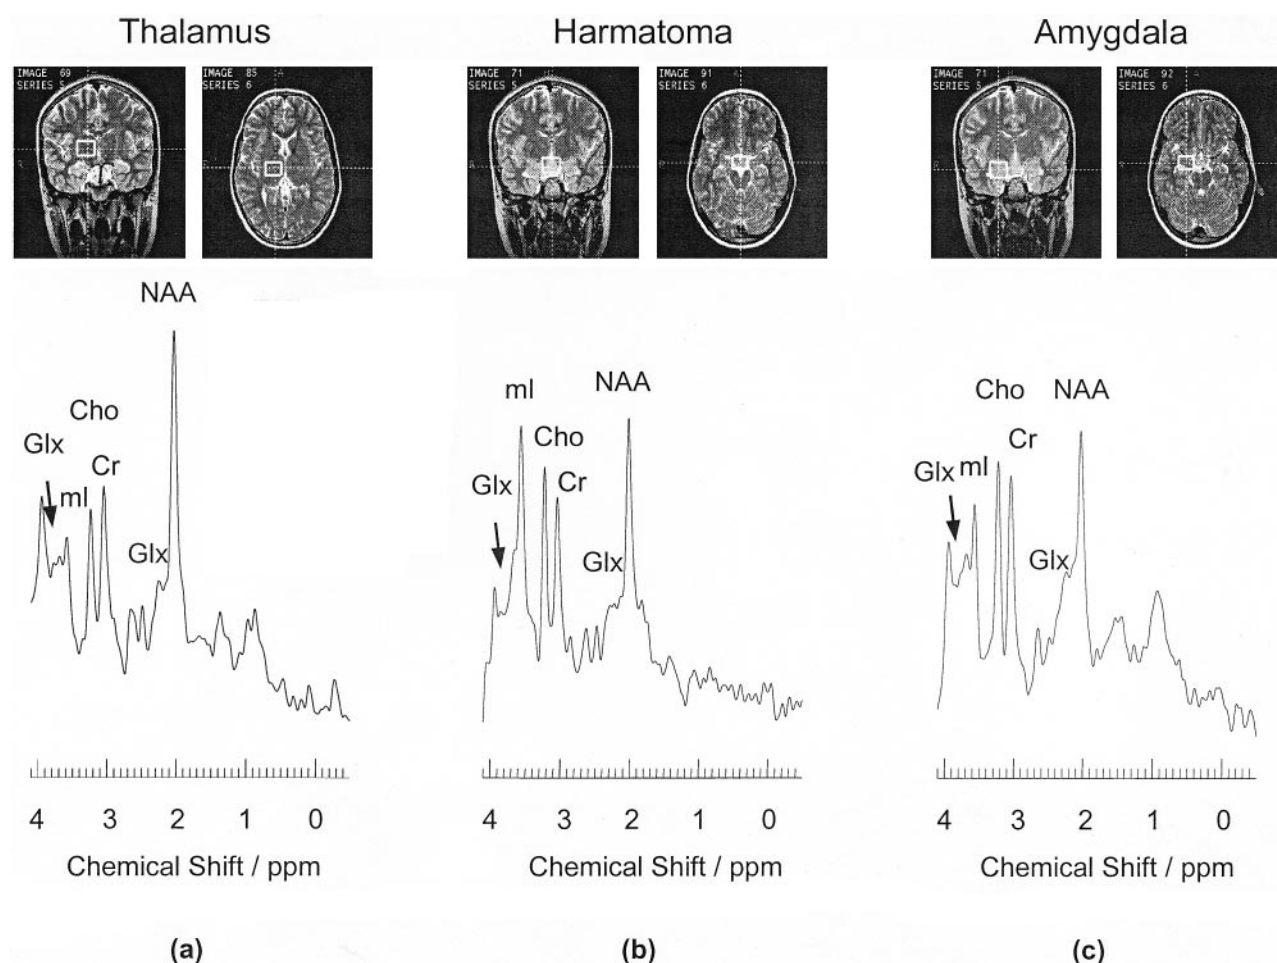 Thalamus
Harmatoma
Amygdala
IMAGE 69
SERIES 5
IMAGE 85
SERIES 6
IMAGE 71
SERIES 5
IMAGE 91
SERIES 6
IMAGE 71
SERIES 5
IMAGE 92
SERIES 6
NAA
Cho
Glx
Cr
mI
Glx
mI
NAA
Cho
Glx
Cr
Glx
Cho
NAA
Cr
Glx
mI
Glx
4 3 2 1 0
Chemical Shift / ppm
4 3 2 1 0
Chemical Shift / ppm
4 3 2 1 0
Chemical Shift / ppm
(a)
(b)
(c)